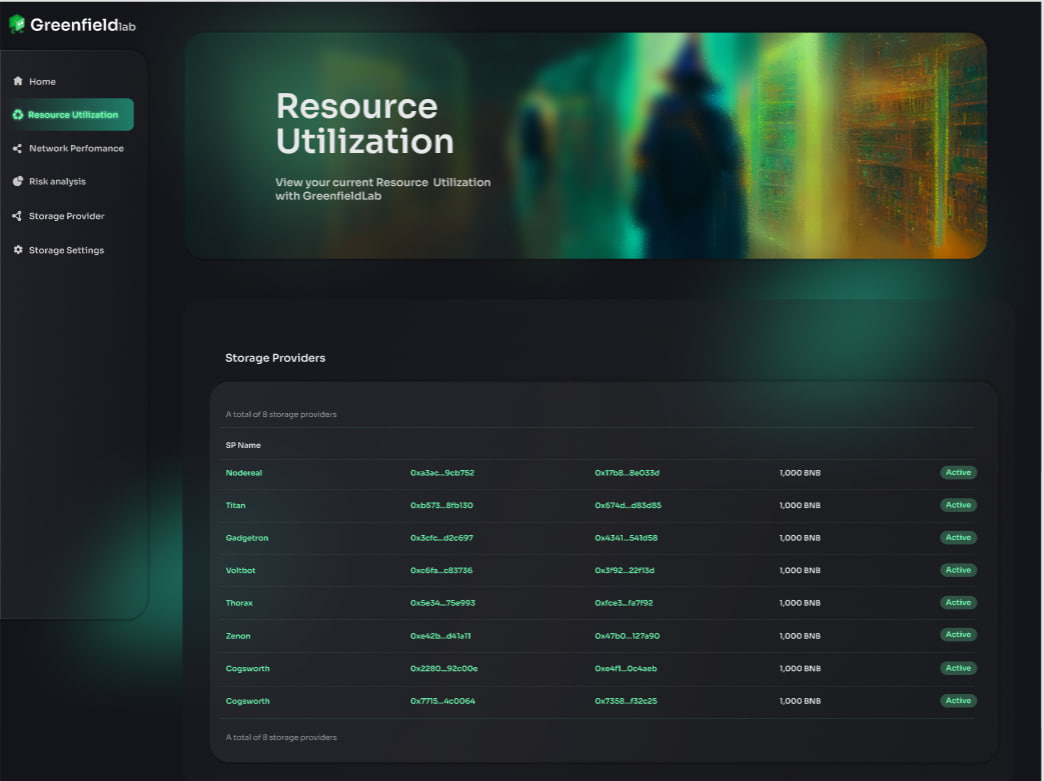 Greenfieldlab
Home
Resource Utilization
Network Perfomance
Risk analysis
Storage Provider
Storage Settings
Resource
Utilization
View your current Resource Utilization
with GreenfieldLab
Storage Providers
A total of 8 storage providers
SP Name
Nodereal 0xa3ac...9cb752 0x17b8...8e033d 1,000 BNB Active
Titan 0xb573...8fb130 0x674d...d83d85 1,000 BNB Active
Gadgetron 0x3cfc...d2c697 0x4341...541d58 1,000 BNB Active
Voltbot 0xc6fa...c83736 0x3f92...22f13d 1,000 BNB Active
Thorax 0x5e34...75e993 0xfce3...fa7f92 1,000 BNB Active
Zenon 0xe42b...d41a11 0x47b0...127a90 1,000 BNB Active
Cogsworth 0x2280...92c00e 0xe4f1...0c4aeb 1,000 BNB Active
Cogsworth 0x7715...4c0064 0x7358...f32c25 1,000 BNB Active
A total of 8 storage providers